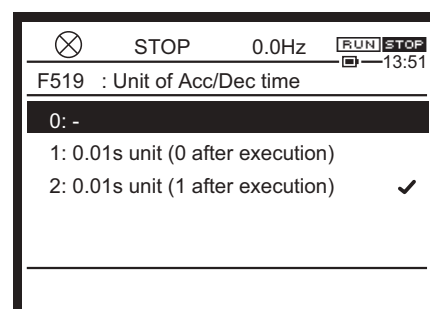 STOP 0.0Hz RUN STOP
13:51
F519 : Unit of Acc/Dec time
0: -
1: 0.01s unit (0 after execution)
2: 0.01s unit (1 after execution)